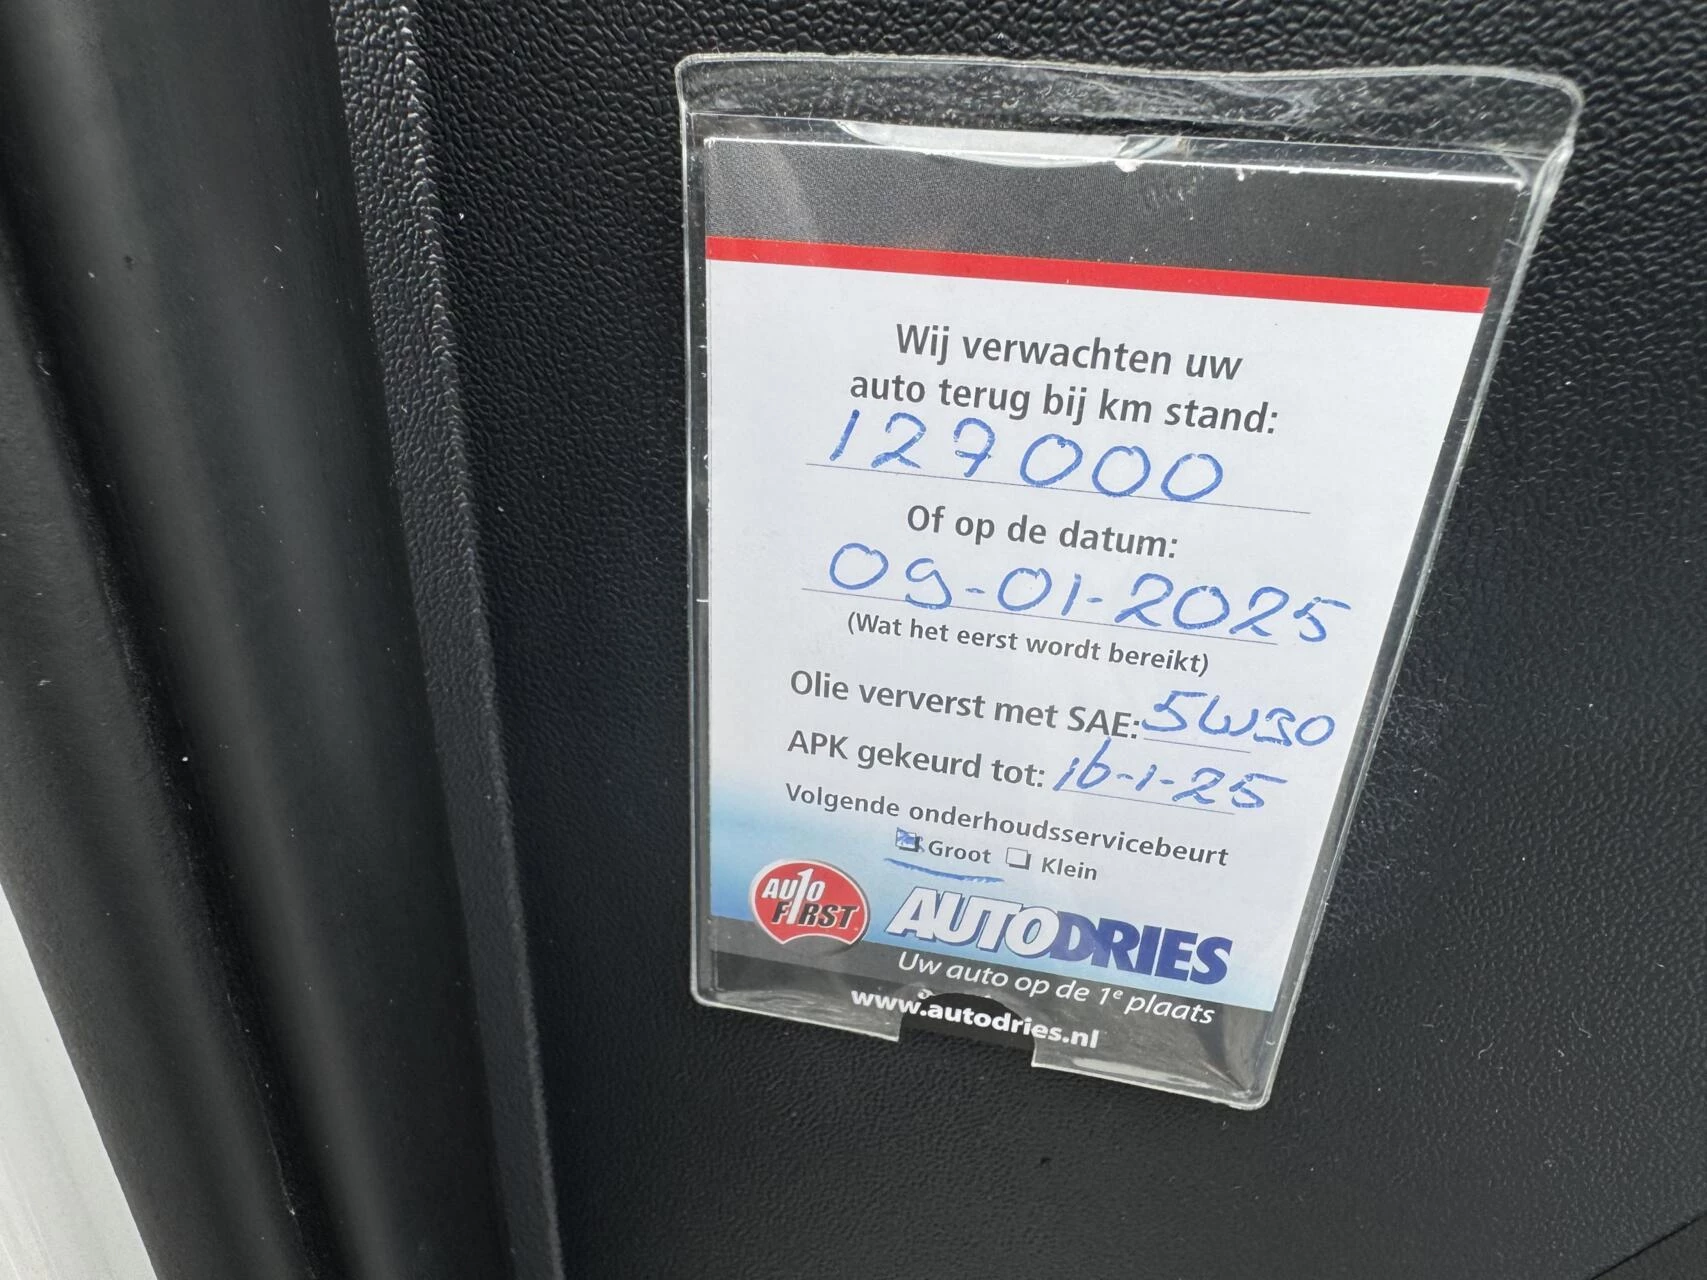 Wij verwachten uw
auto terug bij km stand:
127000
Of op de datum:
09-01-2025
(Wat het eerst wordt bereikt)
Olie ververst met SAE: 5W30
APK gekeurd tot: 16-1-25
Volgende onderhoudsservicebeurt
Groot Klein
AUTO FIRST
AUTODRIES
Uw auto op de 1e plaats
www.autodries.nl